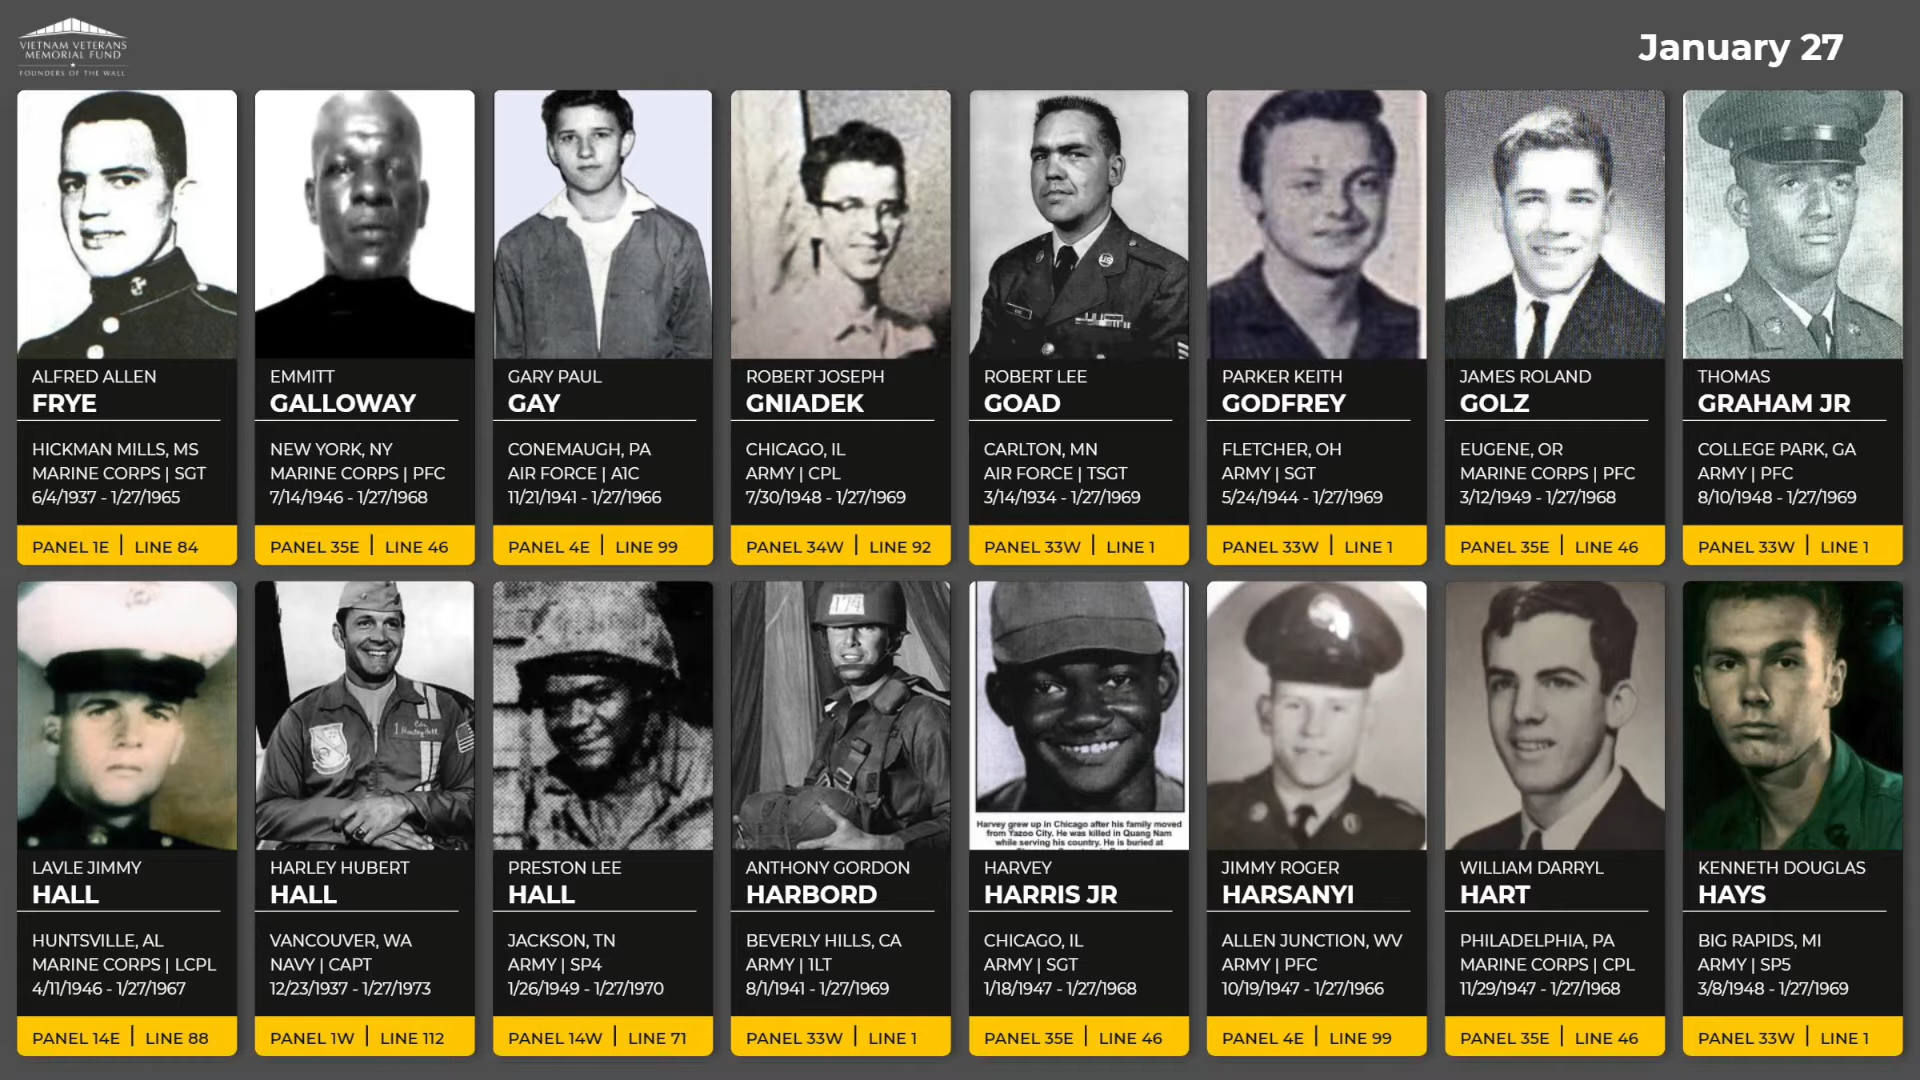 VIETNAM VETERANS
MEMORIAL FUND
FOUNDERS OF THE WALL
January 27
ALFRED ALLEN
FRYE
HICKMAN MILLS, MS
MARINE CORPS | SGT
6/4/1937 - 1/27/1965
PANEL 1E | LINE 84
EMMITT
GALLOWAY
NEW YORK, NY
MARINE CORPS | PFC
7/14/1946 - 1/27/1968
PANEL 35E | LINE 46
GARY PAUL
GAY
CONEMAUGH, PA
AIR FORCE | A1C
11/21/1941 - 1/27/1966
PANEL 4E | LINE 99
ROBERT JOSEPH
GNIADEK
CHICAGO, IL
ARMY | CPL
7/30/1948 - 1/27/1969
PANEL 34W | LINE 92
ROBERT LEE
GOAD
CARLTON, MN
AIR FORCE | TSGT
3/14/1934 - 1/27/1969
PANEL 33W | LINE 1
PARKER KEITH
GODFREY
FLETCHER, OH
ARMY | SGT
5/24/1944 - 1/27/1969
PANEL 33W | LINE 1
JAMES ROLAND
GOLZ
EUGENE, OR
MARINE CORPS | PFC
3/12/1949 - 1/27/1968
PANEL 35E | LINE 46
THOMAS
GRAHAM JR
COLLEGE PARK, GA
ARMY | PFC
8/10/1948 - 1/27/1969
PANEL 33W | LINE 1
LAVLE JIMMY
HALL
HUNTSVILLE, AL
MARINE CORPS | LCPL
4/11/1946 - 1/27/1967
PANEL 14E | LINE 88
HARLEY HUBERT
HALL
VANCOUVER, WA
NAVY | CAPT
12/23/1937 - 1/27/1973
PANEL 1W | LINE 112
PRESTON LEE
HALL
JACKSON, TN
ARMY | SP4
1/26/1949 - 1/27/1970
PANEL 14W | LINE 71
174
ANTHONY GORDON
HARBORD
BEVERLY HILLS, CA
ARMY | 1LT
8/1/1941 - 1/27/1969
PANEL 33W | LINE 1
Harvey grew up in Chicago after his family moved
from Yazoo City. He was killed in Quang Nam
while serving his country. He is buried at
HARVEY
HARRIS JR
CHICAGO, IL
ARMY | SGT
1/18/1947 - 1/27/1968
PANEL 35E | LINE 46
JIMMY ROGER
HARSANYI
ALLEN JUNCTION, WV
ARMY | PFC
10/19/1947 - 1/27/1966
PANEL 4E | LINE 99
WILLIAM DARRYL
HART
PHILADELPHIA, PA
MARINE CORPS | CPL
11/29/1947 - 1/27/1968
PANEL 35E | LINE 46
KENNETH DOUGLAS
HAYS
BIG RAPIDS, MI
ARMY | SP5
3/8/1948 - 1/27/1969
PANEL 33W | LINE 1